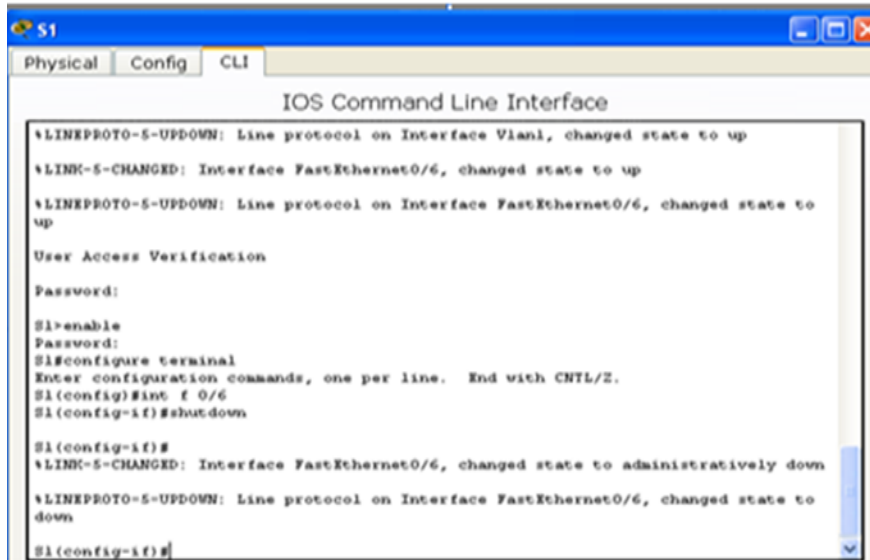 S1
Physical Config CLI
IOS Command Line Interface
%LINEPROTO-5-UPDOWN: Line protocol on Interface Vlan1, changed state to up
%LINK-5-CHANGED: Interface FastEthernet0/6, changed state to up
%LINEPROTO-5-UPDOWN: Line protocol on Interface FastEthernet0/6, changed state to
up
User Access Verification
Password:
S1>enable
Password:
S1#configure terminal
Enter configuration commands, one per line. End with CNTL/Z.
S1(config)#int f 0/6
S1(config-if)#shutdown
S1(config-if)#
%LINK-5-CHANGED: Interface FastEthernet0/6, changed state to administratively down
%LINEPROTO-5-UPDOWN: Line protocol on Interface FastEthernet0/6, changed state to
down
S1(config-if)#